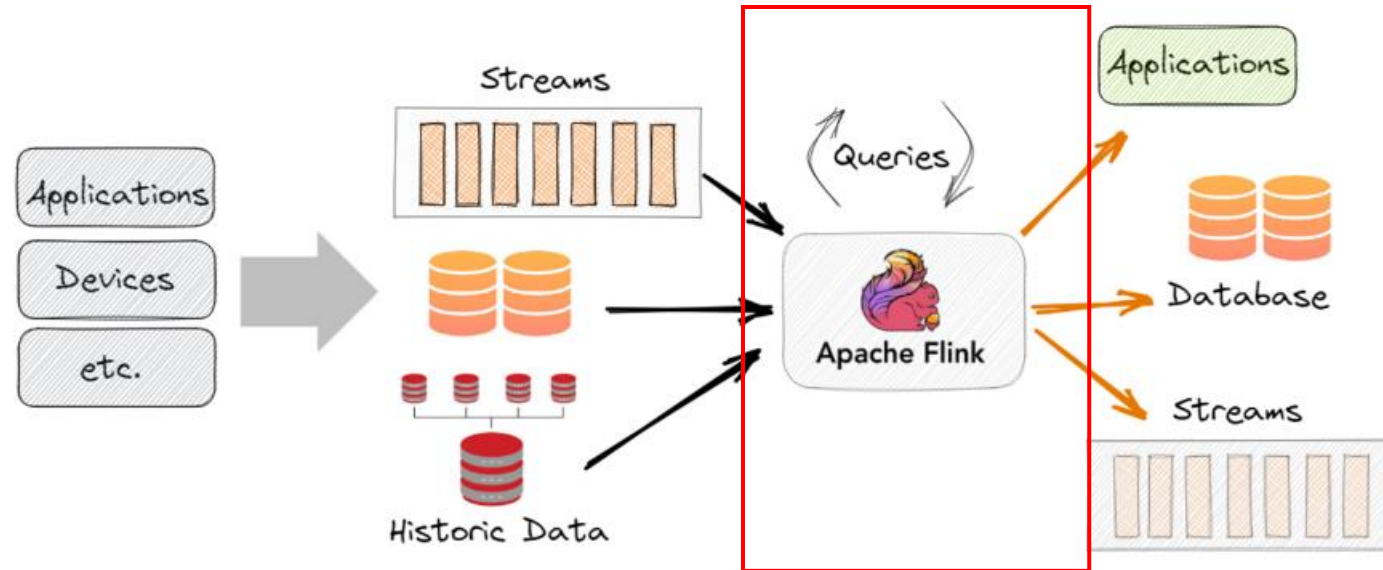 Applications
Devices
etc.
Streams
Historic Data
Queries
Apache Flink
Applications
Database
Streams